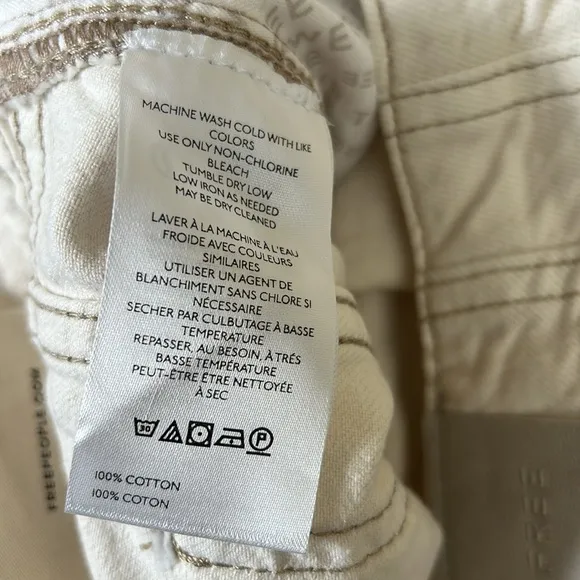 MACHINE WASH COLD WITH LIKE
COLORS
USE ONLY NON-CHLORINE
BLEACH
TUMBLE DRY LOW
LOW IRON AS NEEDED
MAY BE DRY CLEANED
LAVER À LA MACHINE À L'EAU
FROIDE AVEC COULEURS
SIMILAIRES
UTILISER UN AGENT DE
BLANCHIMENT SANS CHLORE SI
NÉCESSAIRE
SECHER PAR CULBUTAGE À BASSE
TEMPERATURE
REPASSER, AU BESOIN, À TRÈS
BASSE TEMPÉRATURE
PEUT-ÊTRE ÊTRE NETTOYÉE
À SEC
30
P
100% COTTON
100% COTON
FREEPEOPLE.COM
FREE